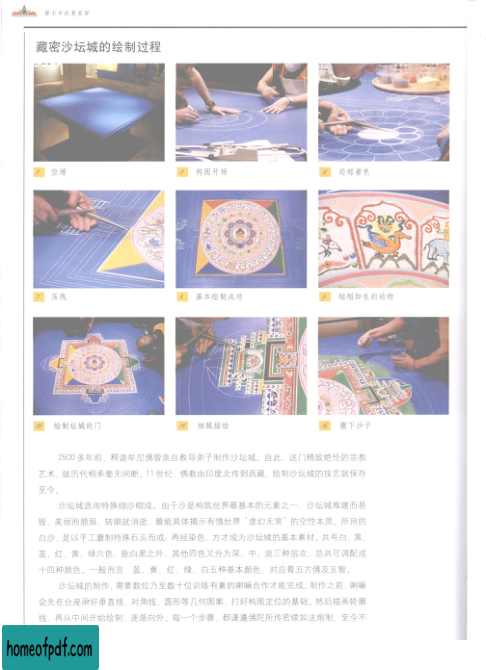 藏密沙坛城的绘制过程
空场
构图开场
局部着色
压线
基本绘制成功
栩栩如生的动物
绘制坛城的门
细腻描绘
撒下沙子
2500多年前，释迦牟尼佛曾亲自教导弟子制作沙坛城。自此，这门精致绝伦的宗教
艺术，就历代相承毫无间断。11世纪，佛教由印度北传到西藏，绘制沙坛城的技艺就保存
至今。
沙坛城选用特殊细沙砌成。由于沙是构筑世界最基本的元素之一，沙坛城难建而易
毁，美丽而脆弱，转眼就消逝，最能具体揭示有情世界“虚幻无常”的空性本质。所用的
白沙，是以手工磨制特殊石头而成，再经染色，方才成为沙坛城的基本素材。共有白、黑、
蓝、红、黄、绿六色，除白黑之外，其他四色又分为深、中、淡三种层次，总共可调配成
十四种颜色。一般而言，蓝、黄、红、绿、白五种基本颜色，对应着五方佛及五智。
沙坛城的制作，需要数位乃至数十位训练有素的喇嘛合作才能完成。制作之前，喇嘛
会先在台座画好垂直线、对角线、圆形等几何图案，打好构图定位的基础。然后描画轮廓
线，再从中间开始绘制，逐渐向外。每一个步骤，都谨遵佛陀所传密续如法炮制，至今不
homeofpdf.com